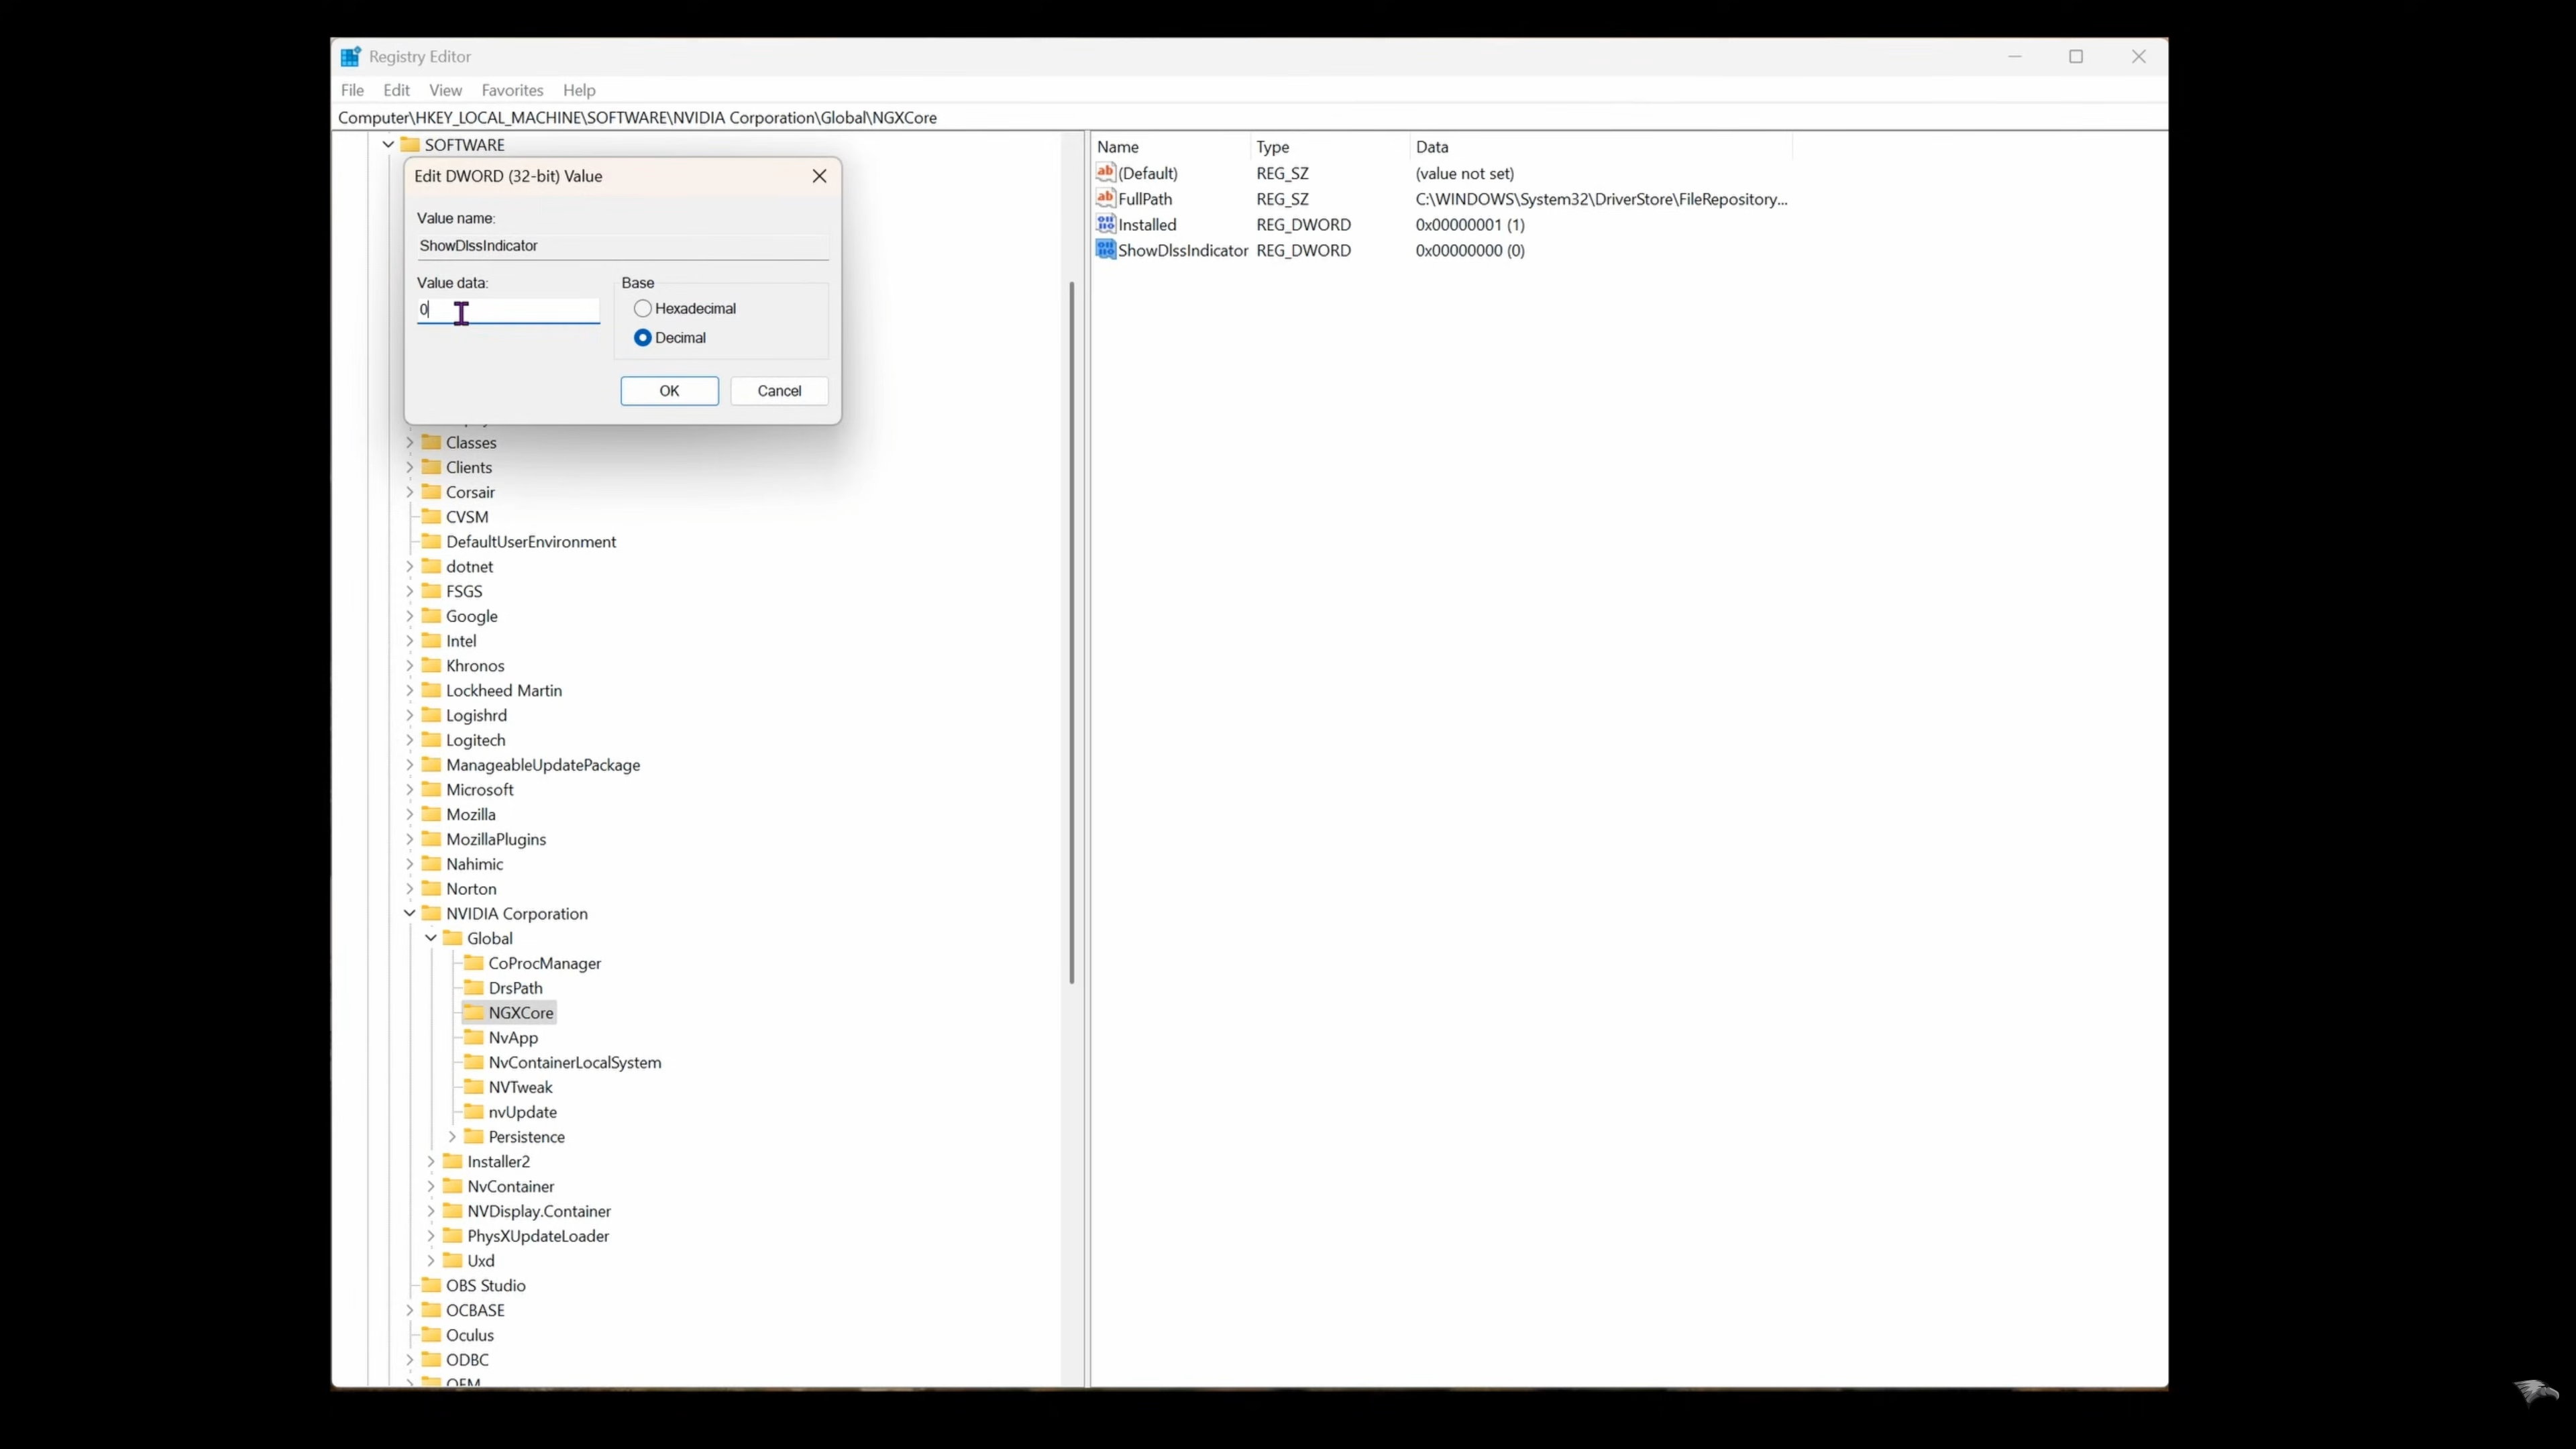 Registry Editor
File Edit View Favorites Help
Computer\HKEY_LOCAL_MACHINE\SOFTWARE\NVIDIA Corporation\Global\NGXCore
SOFTWARE
Edit DWORD (32-bit) Value
Value name:
ShowDlssIndicator
Value data:
0
Base
Hexadecimal
Decimal
OK Cancel
Classes
Clients
Corsair
CVSM
DefaultUserEnvironment
dotnet
FSGS
Google
Intel
Khronos
Lockheed Martin
Logishrd
Logitech
ManageableUpdatePackage
Microsoft
Mozilla
MozillaPlugins
Nahimic
Norton
NVIDIA Corporation
Global
CoProcManager
DrsPath
NGXCore
NvApp
NvContainerLocalSystem
NVTweak
nvUpdate
Persistence
Installer2
NvContainer
NVDisplay.Container
PhysXUpdateLoader
Uxd
OBS Studio
OCBASE
Oculus
ODBC
OEM
Name Type Data
(Default) REG_SZ (value not set)
FullPath REG_SZ C:\WINDOWS\System32\DriverStore\FileRepository...
Installed REG_DWORD 0x00000001 (1)
ShowDlssIndicator REG_DWORD 0x00000000 (0)